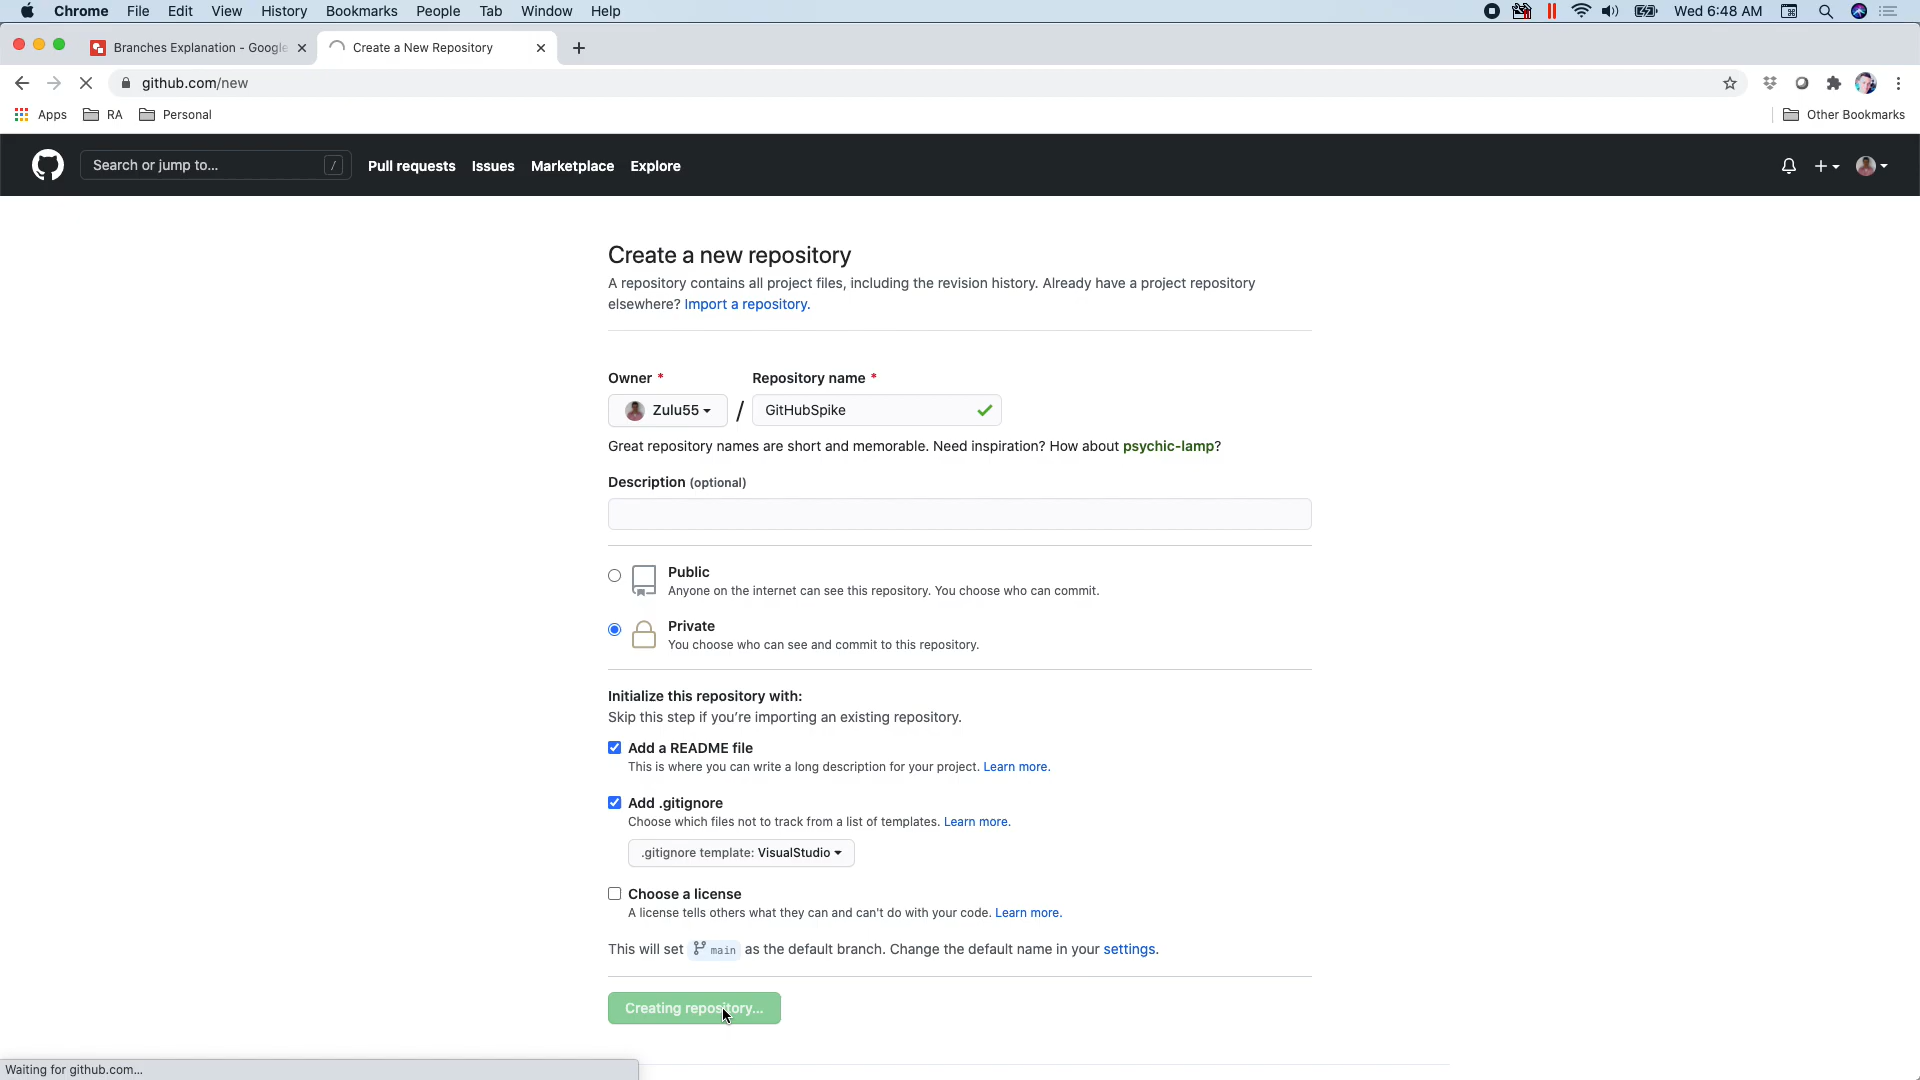 Chrome File Edit View History Bookmarks People Tab Window Help Wed 6:48 AM
Branches Explanation - Google Create a New Repository
github.com/new
Apps RA Personal Other Bookmarks
Search or jump to... / Pull requests Issues Marketplace Explore
Create a new repository
A repository contains all project files, including the revision history. Already have a project repository
elsewhere? Import a repository.
Owner * Repository name *
Zulu55 / GitHubSpike
Great repository names are short and memorable. Need inspiration? How about psychic-lamp?
Description (optional)
Public
Anyone on the internet can see this repository. You choose who can commit.
Private
You choose who can see and commit to this repository.
Initialize this repository with:
Skip this step if you’re importing an existing repository.
Add a README file
This is where you can write a long description for your project. Learn more.
Add .gitignore
Choose which files not to track from a list of templates. Learn more.
.gitignore template: VisualStudio
Choose a license
A license tells others what they can and can't do with your code. Learn more.
This will set main as the default branch. Change the default name in your settings.
Creating repository...
Waiting for github.com...